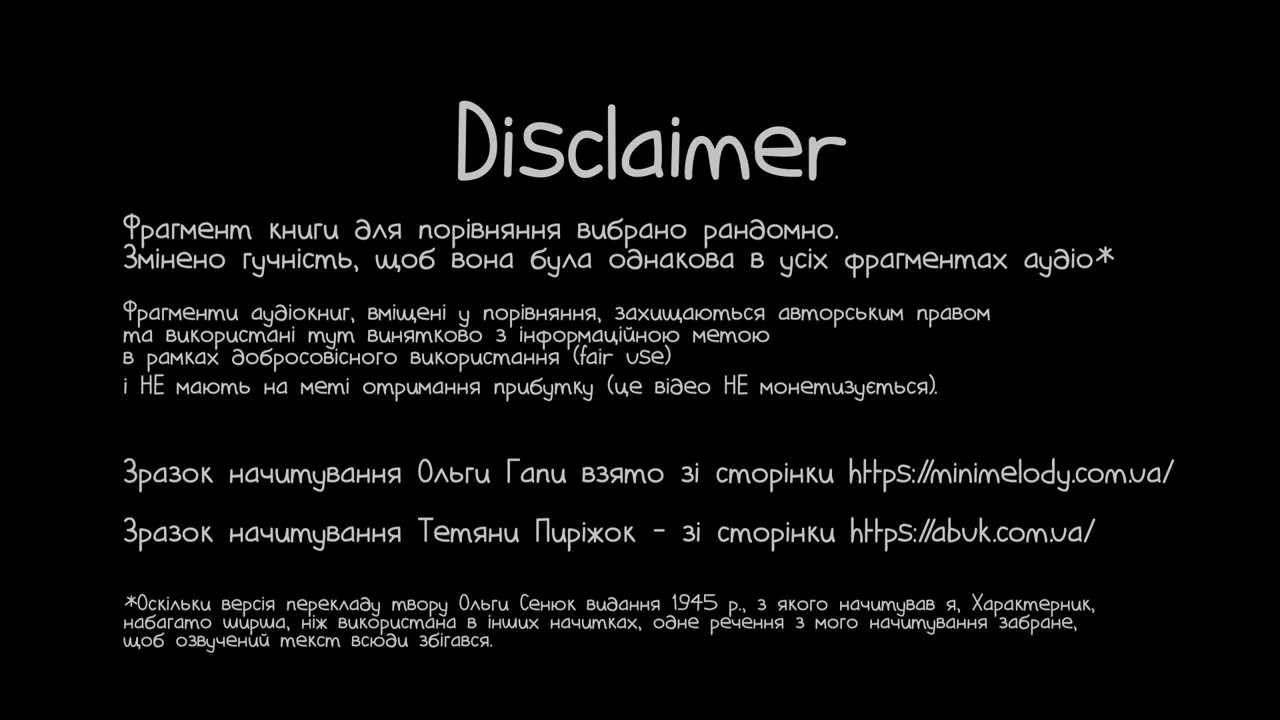 Disclaimer
Фрагмент книги для порівняння вибрано рандомно.
Змінено гучність, щоб вона була однакова в усіх фрагментах аудіо*
Фрагменти аудіокниг, вміщені у порівняння, захищаються авторським правом
та використані тут винятково з інформаційною метою
в рамках добросовісного використання (fair use)
і НЕ мають на меті отримання прибутку (це відео НЕ монетизується).
Зразок начитування Ольги Гапи взято зі сторінки https://minimelody.com.ua/
Зразок начитування Тетяни Пиріжок - зі сторінки https://abuk.com.ua/
*Оскільки версія перекладу твору Ольги Сенюк видання 1945 р., з якого начитував я, Характерник,
набагато ширша, ніж використана в інших начитках, одне речення з мого начитування забране,
щоб озвучений текст всюди збігався.